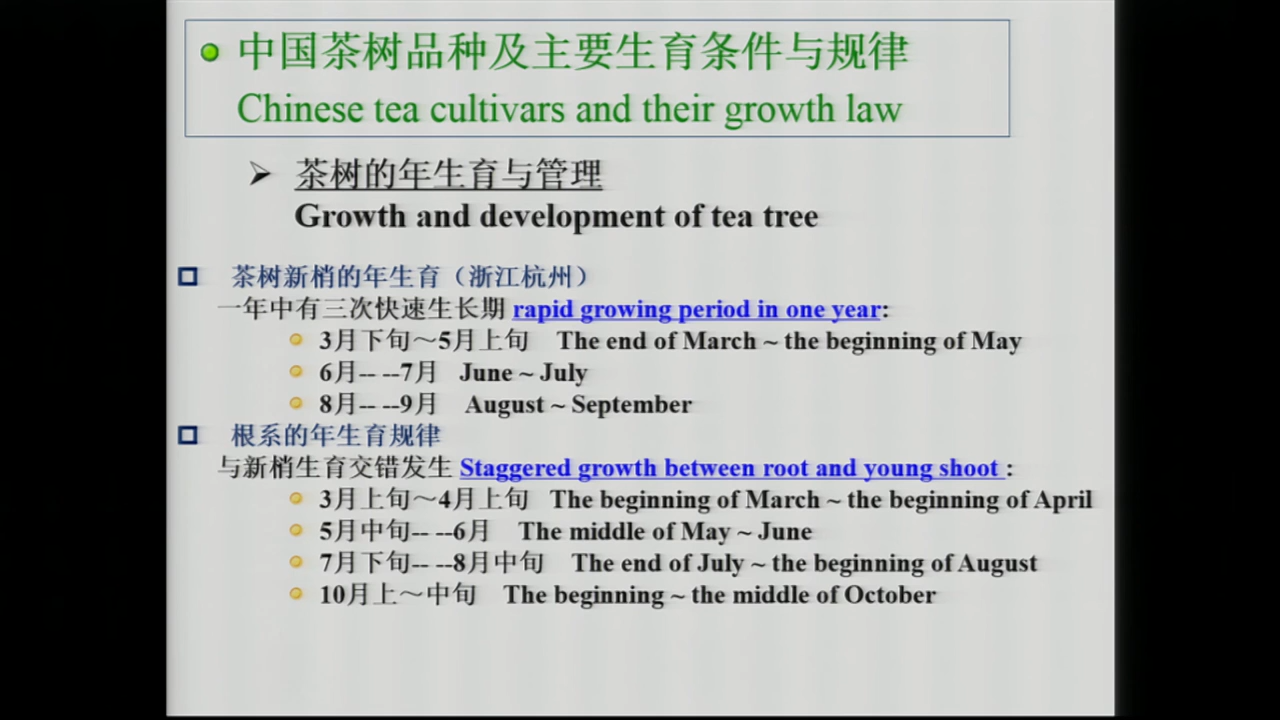 中国茶树品种及主要生育条件与规律
Chinese tea cultivars and their growth law
茶树的年生育与管理
Growth and development of tea tree
茶树新梢的年生育（浙江杭州）
一年中有三次快速生长期 rapid growing period in one year:
3月下旬～5月上旬 The end of March ~ the beginning of May
6月-- --7月 June ~ July
8月-- --9月 August ~ September
根系的年生育规律
与新梢生育交错发生 Staggered growth between root and young shoot :
3月上旬～4月上旬 The beginning of March ~ the beginning of April
5月中旬-- --6月 The middle of May ~ June
7月下旬-- --8月中旬 The end of July ~ the beginning of August
10月上～中旬 The beginning ~ the middle of October